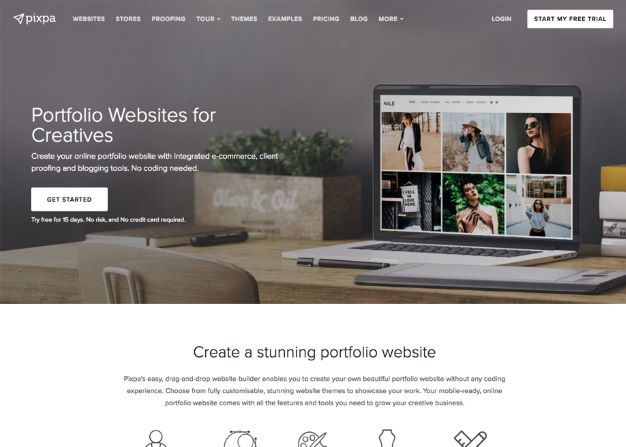 pixpa
WEBSITES STORES PROOFING TOUR THEMES EXAMPLES PRICING BLOG MORE LOGIN START MY FREE TRIAL
Portfolio Websites for
Creatives
Create your online portfolio website with integrated e-commerce, client
proofing and blogging tools. No coding needed.
GET STARTED
Try free for 15 days. No risk, and No credit card required.
Olive & Oil
NILE
I FELL
IN
LOVE
HERE
Create a stunning portfolio website
Pixpa's easy, drag-and-drop website builder enables you to create your own beautiful portfolio website without any coding
experience. Choose from fully customisable, stunning website themes to showcase your work. Your mobile-ready, online
portfolio website comes with all the features and tools you need to grow your creative business.